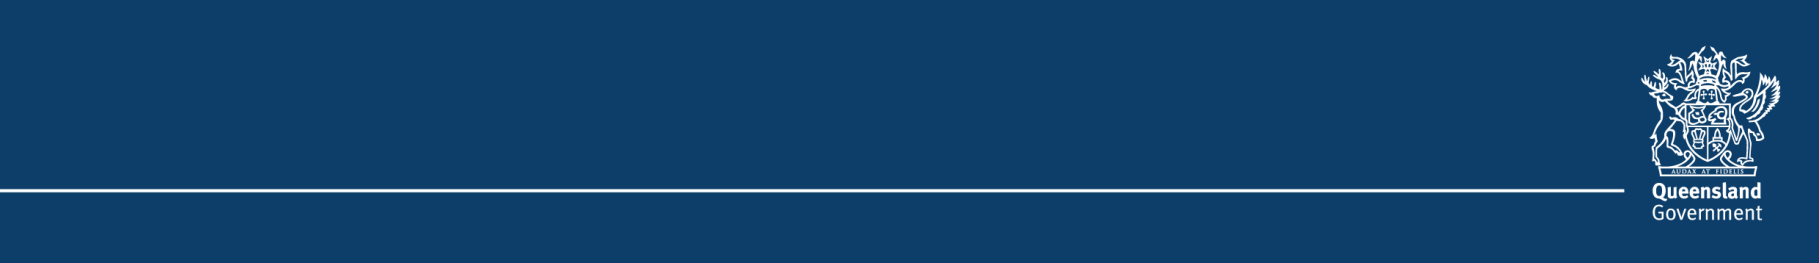 AUDAX AT FIDELIS
Queensland
Government